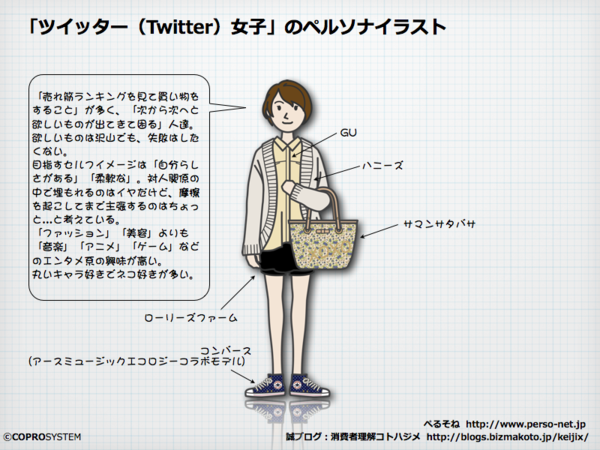 「ツイッター（Twitter）女子」のペルソナイラスト
「売れ筋ランキングを見て買い物を
すること」が多く、「次から次へと
欲しいものが出てきて困る」人達。
欲しいものは沢山でも、失敗はした
くない。
目指すセルフイメージは「自分らし
さがある」「柔軟な」。対人関係の
中で埋もれるのはイヤだけど、摩擦
を起こしてまで主張するのはちょっ
と...と考えている。
「ファッション」「美容」よりも
「音楽」「アニメ」「ゲーム」など
のエンタメ系の興味が高い。
丸いキャラ好きでネコ好きが多い。
GU
ハニーズ
サマンサタバサ
ローリーズファーム
コンバース
(アースミュージックエコロジーコラボモデル)
ぺるそね http://www.perso-net.jp
©COPROSYSTEM
誠ブログ：消費者理解コトハジメ http://blogs.bizmakoto.jp/keijix/